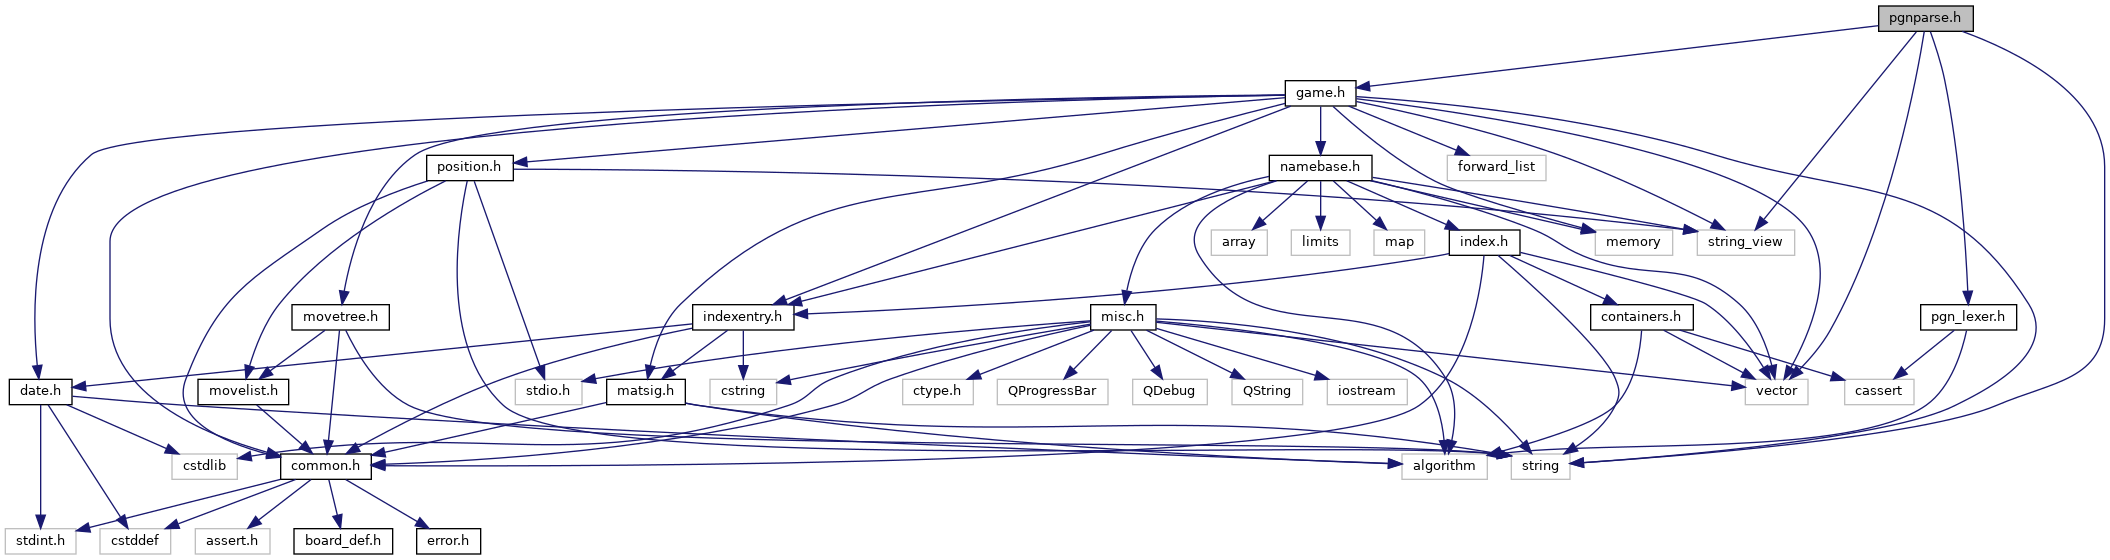 pgnparse.h
game.h
position.h
namebase.h
forward_list
array
limits
map
index.h
memory
string_view
movetree.h
indexentry.h
misc.h
containers.h
pgn_lexer.h
date.h
movelist.h
stdio.h
matsig.h
cstring
ctype.h
QProgressBar
QDebug
QString
iostream
vector
cassert
cstdlib
common.h
algorithm
string
stdint.h
cstddef
assert.h
board_def.h
error.h